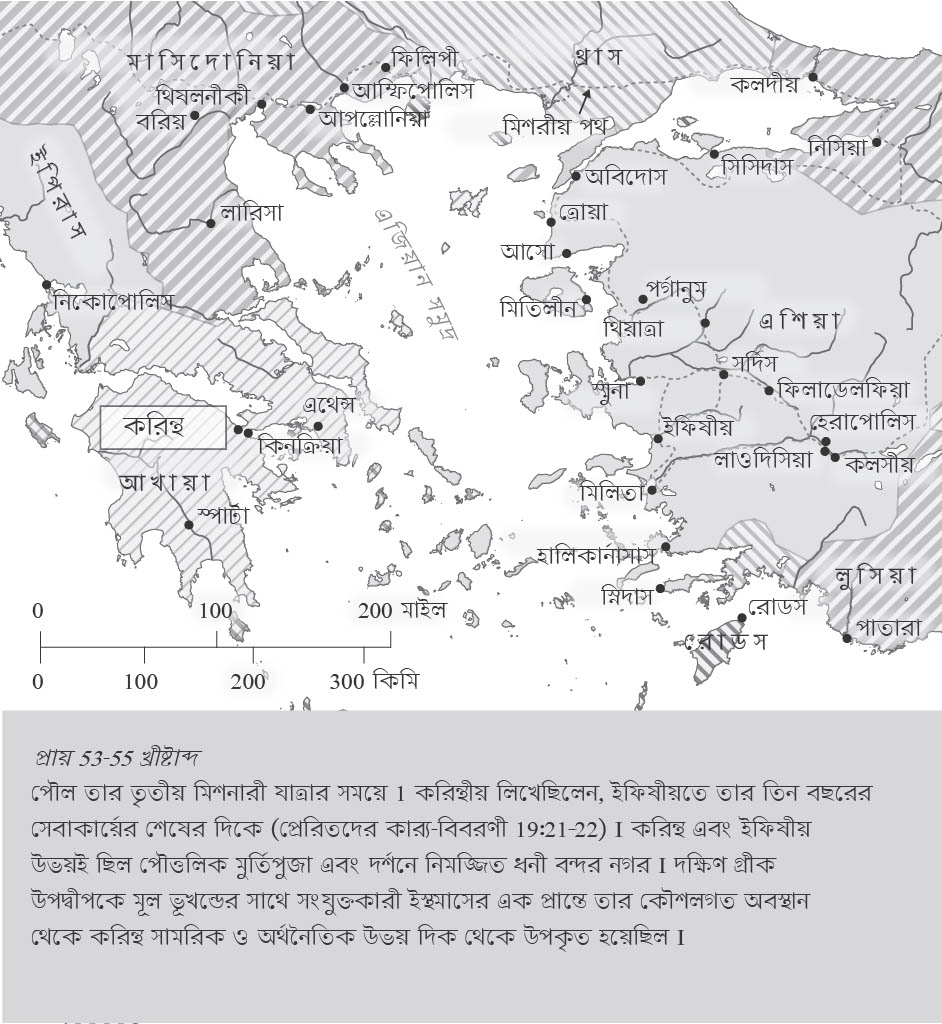 মাসিদোনিয়া
ফিলিপী
থ্রাস
থিষলনীকী
আম্ফিপোলিস
কলদীয়
বরিয়
আপল্লোনিয়া
মিশরীয় পথ
নিসিয়া
সিসিদাস
অবিদোস
ইপিরাস
লারিসা
ত্রোয়া
এজিয়ান সমুদ্র
আসো
নিকোপোলিস
মিতিলীন
পর্গানুম
থিয়াত্রা
এশিয়া
সর্দিস
স্মুনা
ফিলাডেলফিয়া
এথেন্স
করিন্থ
কিনক্রিয়া
ইফিষীয়
হেরাপোলিস
লাওদিসিয়া
কলসীয়
আখায়া
মিলিতা
স্পার্টা
হালিকার্নাসাস
লুসিয়া
স্নিদাস
রোডস
পাতারা
রোডস
0 100 200 মাইল
0 100 200 300 কিমি
প্রায় 53-55 খ্রীষ্টাব্দ
পৌল তার তৃতীয় মিশনারী যাত্রার সময়ে 1 করিন্থীয় লিখেছিলেন, ইফিষীয়তে তার তিন বছরের
সেবাকার্য়ের শেষের দিকে (প্রেরিতদের কার‍্য-বিবরণী 19:21-22) I করিন্থ এবং ইফিষীয়
উভয়ই ছিল পৌত্তলিক মুর্তিপুজা এবং দর্শনে নিমজ্জিত ধনী বন্দর নগর I দক্ষিণ গ্রীক
উপদ্বীপকে মূল ভূখন্ডের সাথে সংযুক্তকারী ইস্থমাসের এক প্রান্তে তার কৌশলগত অবস্থান
থেকে করিন্থ সামরিক ও অর্থনৈতিক উভয় দিক থেকে উপকৃত হয়েছিল I